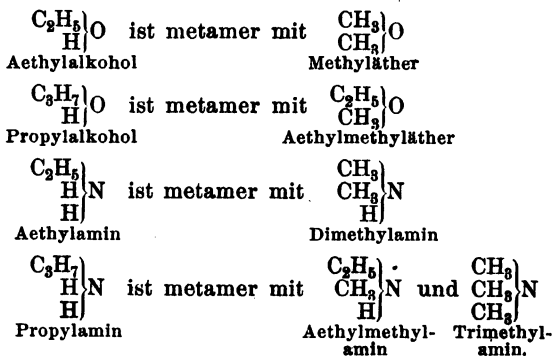 C₂H₅
H}O ist metamer mit CH₃
CH₃}O
Aethylalkohol Methyläther
C₃H₇
H}O ist metamer mit C₂H₅
CH₃}O
Propylalkohol Aethylmethyläther
C₂H₅
H
H}N ist metamer mit CH₃
CH₃
H}N
Aethylamin Dimethylamin
C₃H₇
H
H}N ist metamer mit C₂H₅
CH₃
H}N und CH₃
CH₃
CH₃}N
Propylamin Aethylmethyl-
amin Trimethyl-
amin.